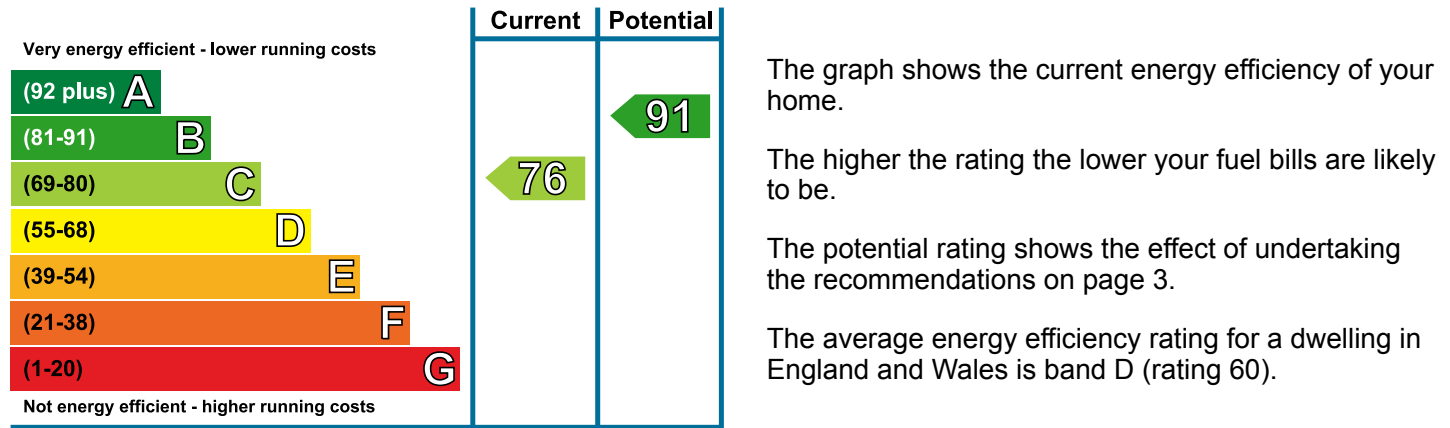 Current Potential
Very energy efficient - lower running costs
(92 plus) A
91
(81-91) B
(69-80) C
76
(55-68) D
(39-54) E
(21-38) F
(1-20) G
Not energy efficient - higher running costs
The graph shows the current energy efficiency of your
home.
The higher the rating the lower your fuel bills are likely
to be.
The potential rating shows the effect of undertaking
the recommendations on page 3.
The average energy efficiency rating for a dwelling in
England and Wales is band D (rating 60).